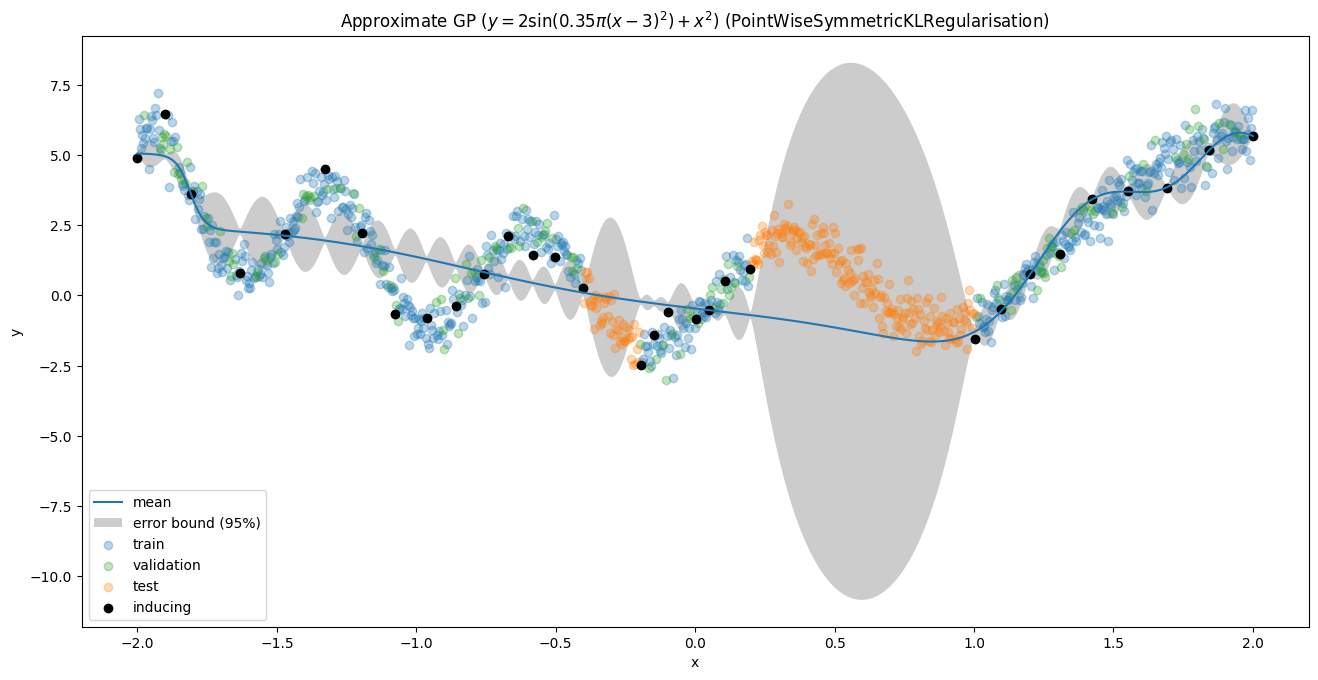 Approximate GP (y = 2sin(0.35π(x − 3)²) + x²) (PointWiseSymmetricKLRegularisation)
y
7.5
5.0
2.5
0.0
−2.5
−5.0
−7.5
−10.0
mean
error bound (95%)
train
validation
test
inducing
−2.0 −1.5 −1.0 −0.5 0.0 0.5 1.0 1.5 2.0
x